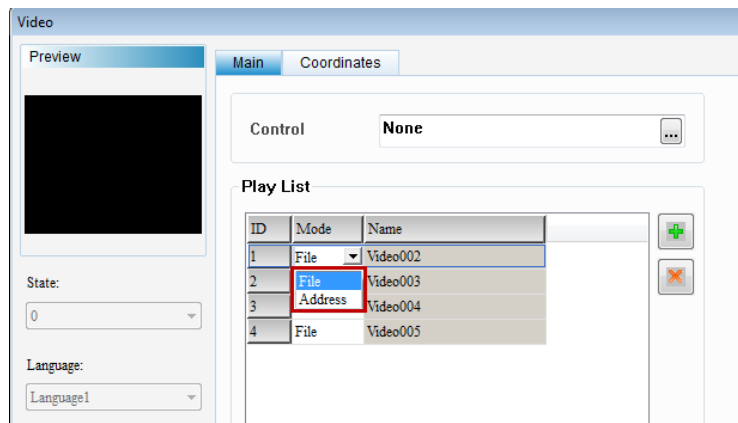 Video
Preview
Main Coordinates
Control None ...
Play List
ID Mode Name
1 File Video002
2 File Video003
Address
3 Video004
4 File Video005
State:
0
Language:
Language1